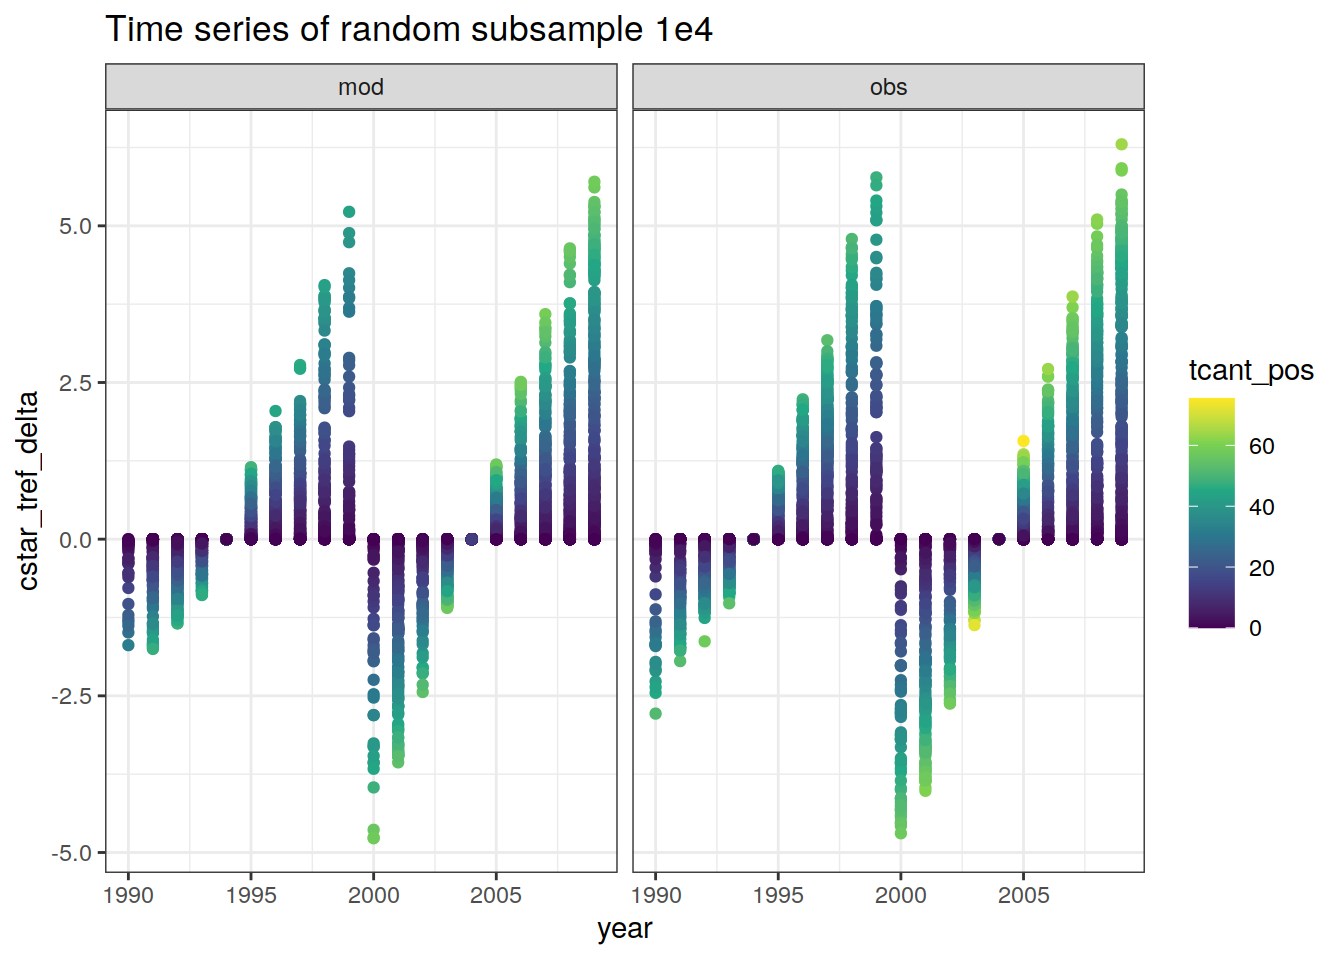 Time series of random subsample 1e4
mod
obs
cstar_tref_delta
5.0
2.5
0.0
-2.5
-5.0
1990
1995
2000
2005
1990
1995
2000
2005
year
tcant_pos
60
40
20
0